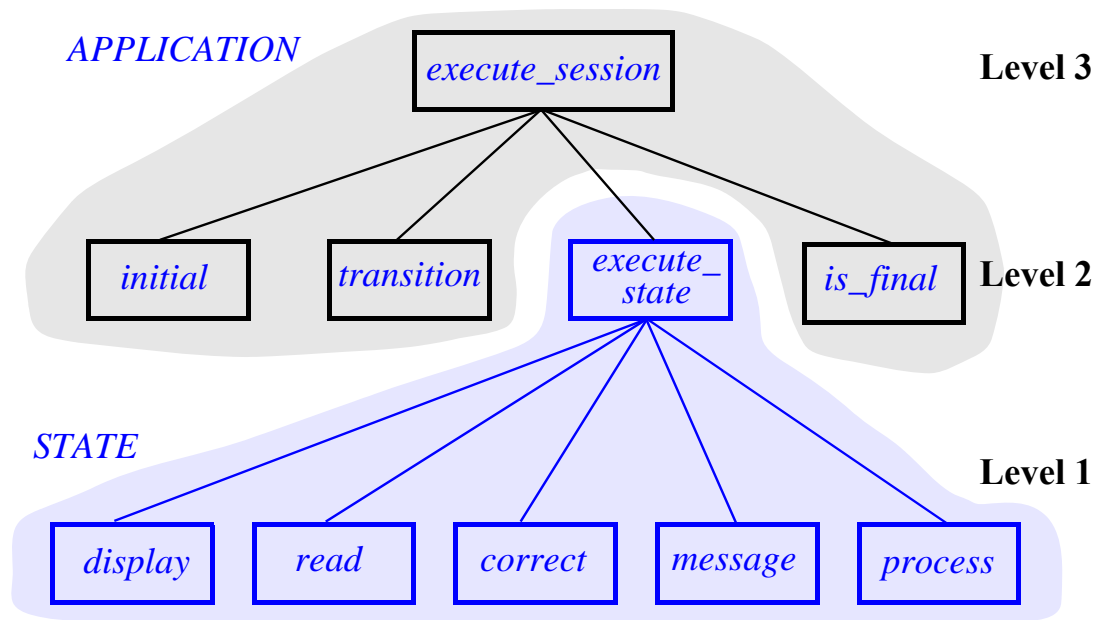 APPLICATION
execute_session
Level 3
initial
transition
execute_
state
is_final
Level 2
STATE
Level 1
display
read
correct
message
process